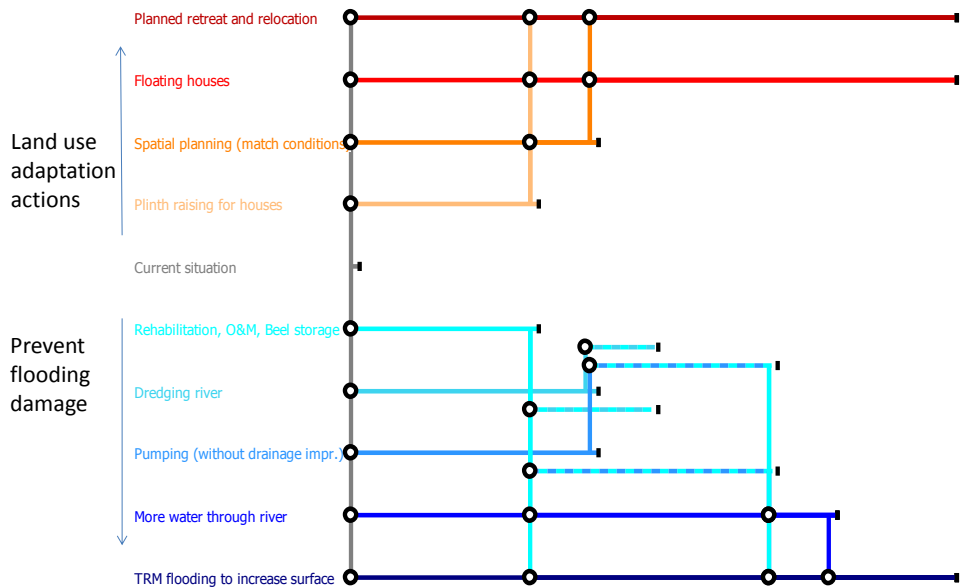 Planned retreat and relocation
Floating houses
Land use
adaptation
actions
Spatial planning (match conditions)
Plinth raising for houses
Current situation
Rehabilitation, O&M, Beel storage
Prevent
flooding
damage
Dredging river
Pumping (without drainage impr.)
More water through river
TRM flooding to increase surface